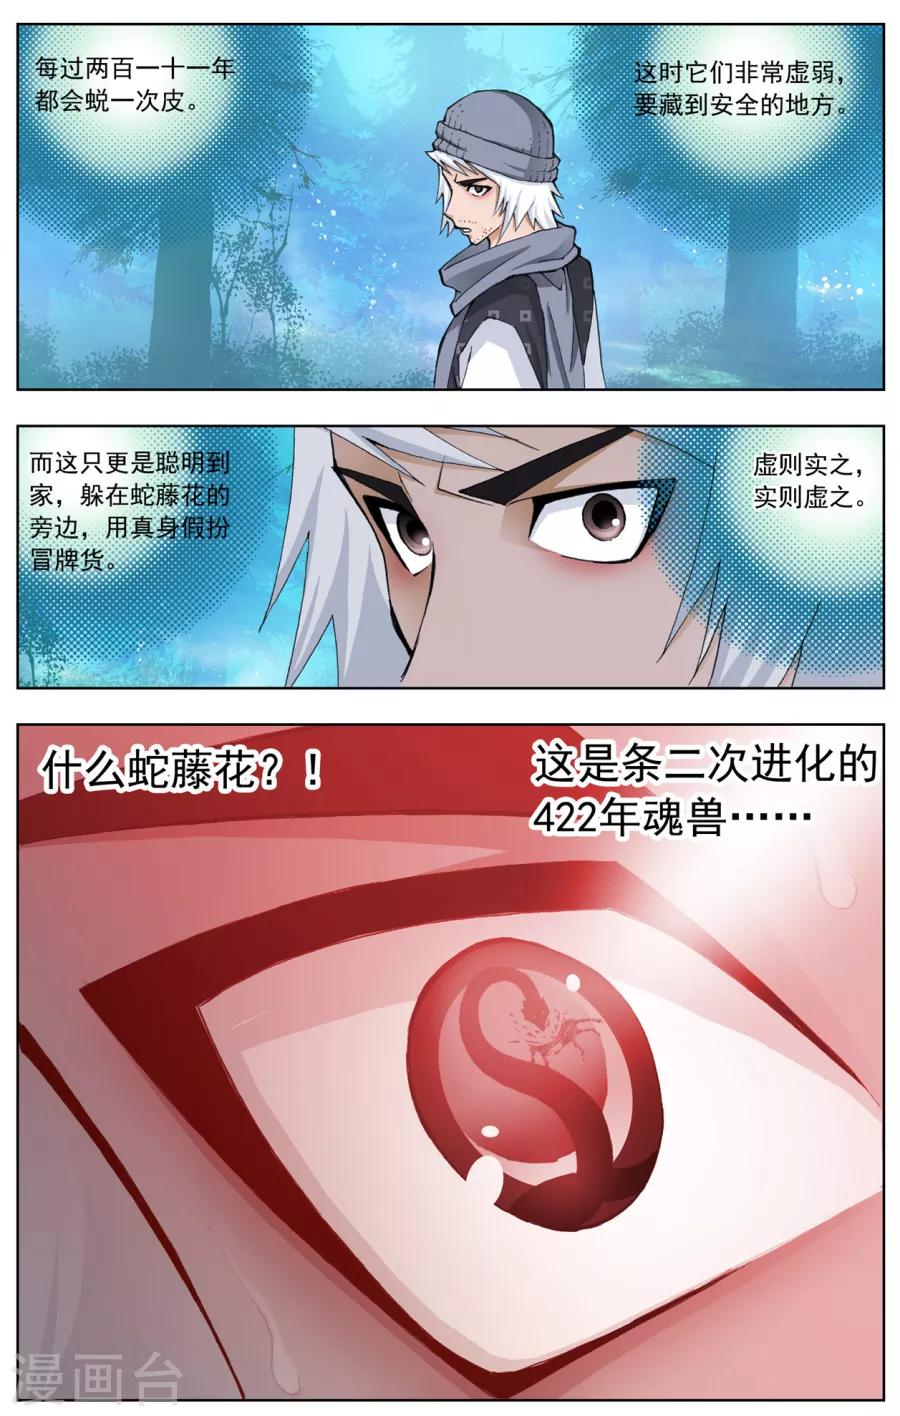 每过两百一十一年
都会蜕一次皮。
这时它们非常虚弱，
要藏到安全的地方。
而这只更是聪明到
家，躲在蛇藤花的
旁边，用真身假扮
冒牌货。
虚则实之，
实则虚之。
什么蛇藤花？！
这是条二次进化的
422年魂兽……
漫画台